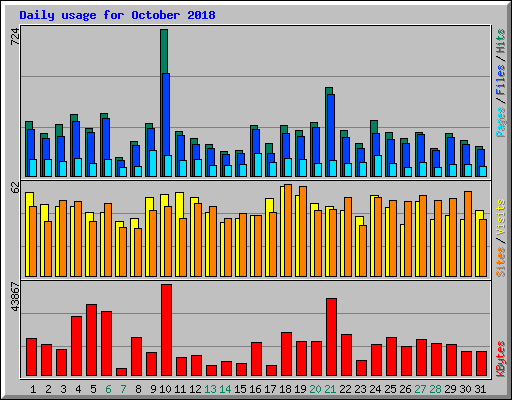 Daily usage for October 2018
724
Pages / Files / Hits
62
Sites / Visits
43867
KBytes
1 2 3 4 5 6 7 8 9 10 11 12 13 14 15 16 17 18 19 20 21 22 23 24 25 26 27 28 29 30 31